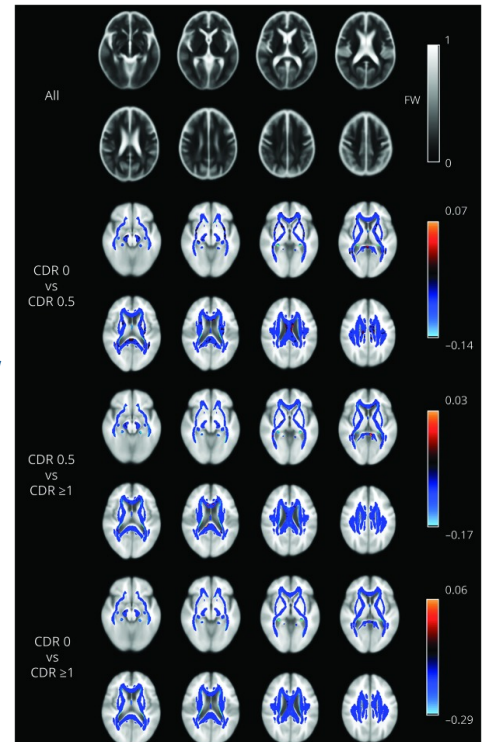 All
FW
1
0
CDR 0
vs
CDR 0.5
0.07
−0.14
CDR 0.5
vs
CDR ≥1
0.03
−0.17
CDR 0
vs
CDR ≥1
0.06
−0.29